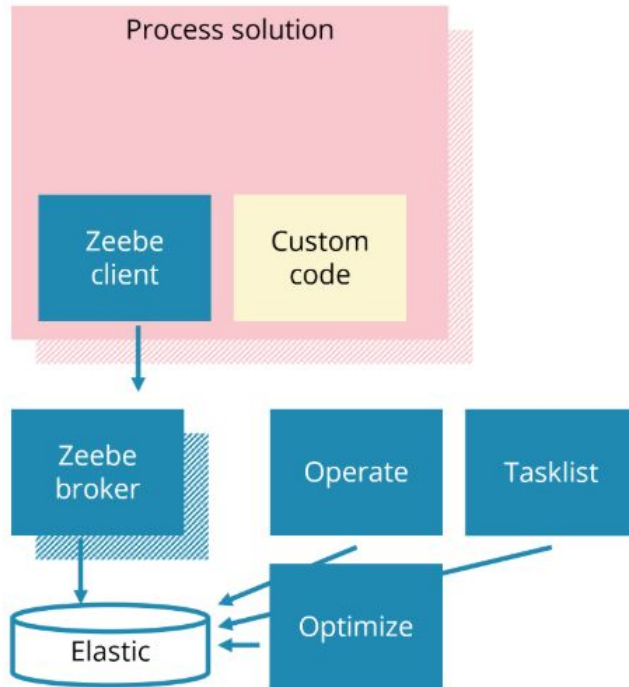 Process solution
Zeebe
client
Custom
code
Zeebe
broker
Operate
Tasklist
Elastic
Optimize